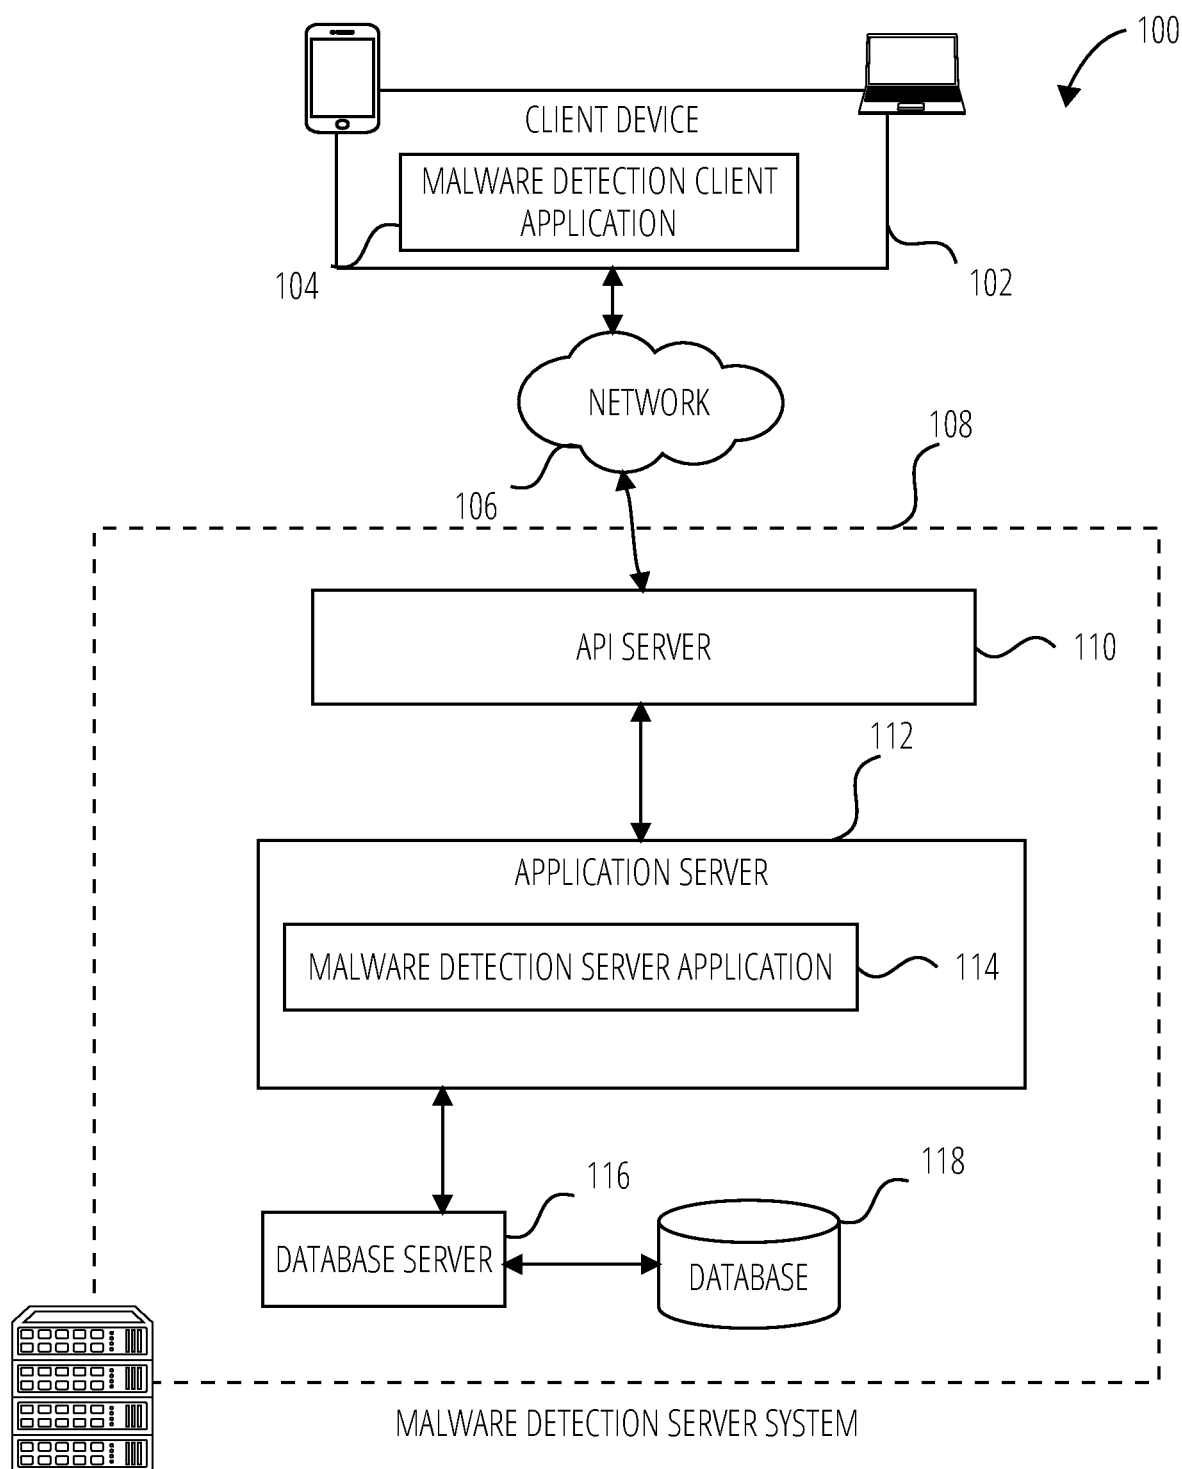 100
CLIENT DEVICE
MALWARE DETECTION CLIENT
APPLICATION
104
102
NETWORK
108
106
API SERVER
110
112
APPLICATION SERVER
MALWARE DETECTION SERVER APPLICATION
114
116
118
DATABASE SERVER
DATABASE
MALWARE DETECTION SERVER SYSTEM